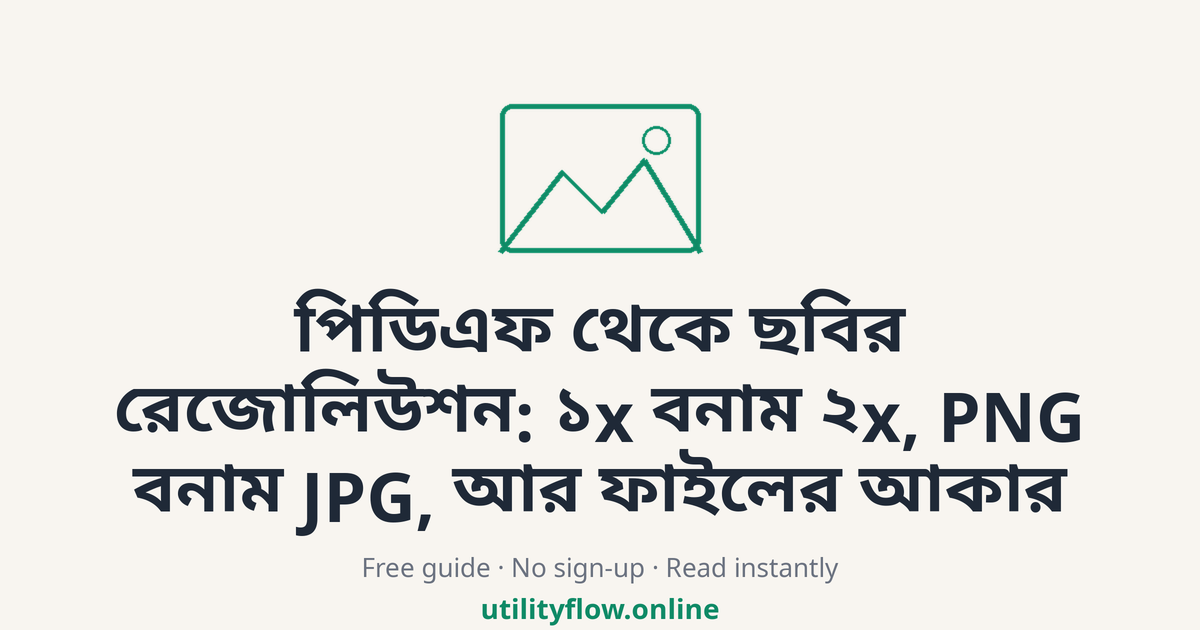 পিডিএফ থেকে ছবির
রেজোলিউশন: ১x বনাম ২x, PNG
বনাম JPG, আর ফাইলের আকার
Free guide · No sign-up · Read instantly
utilityflow.online